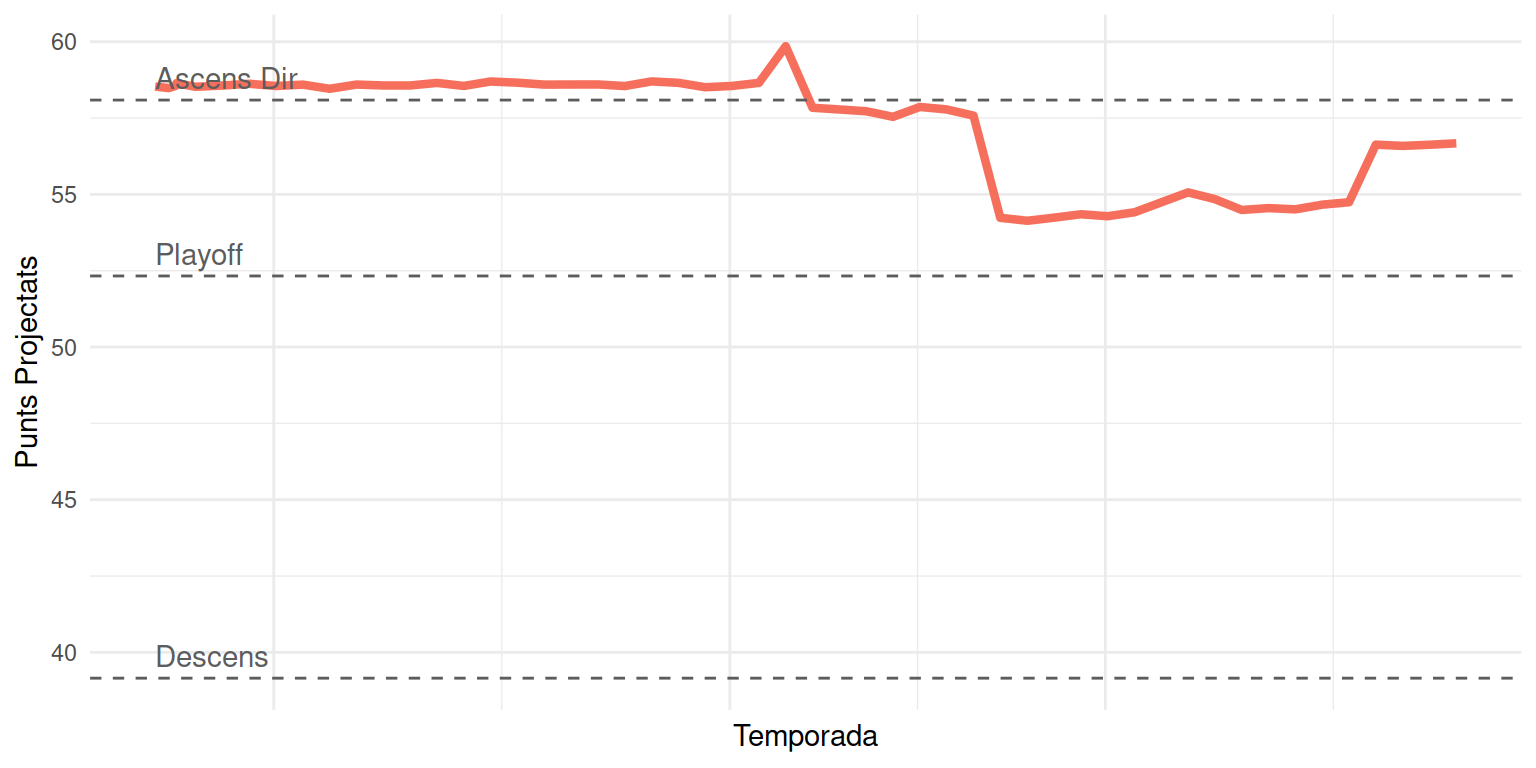 60
55
50
45
40
Punts Projectats
Ascens Dir
Playoff
Descens
Temporada